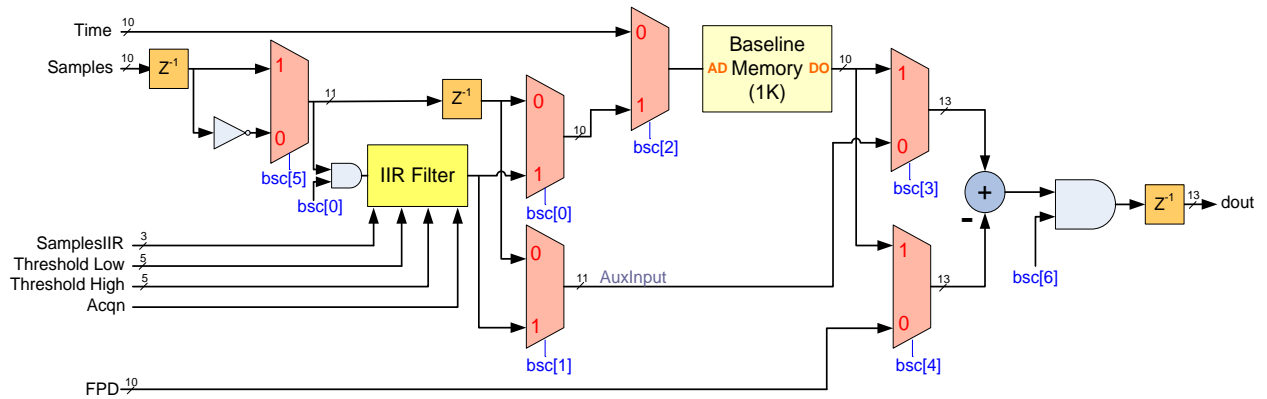 Time 10
Samples 10
Z-1
1
0
bsc[5]
11
bsc[0]
IIR Filter
Z-1
0
1
bsc[0]
10
0
1
bsc[2]
AD
Baseline
Memory
(1K)
DO
10
1
0
bsc[3]
13
SamplesIIR 3
Threshold Low 5
Threshold High 5
Acqn
0
1
bsc[1]
11
AuxInput
FPD 10
1
0
bsc[4]
13
+
-
bsc[6]
Z-1
13
dout